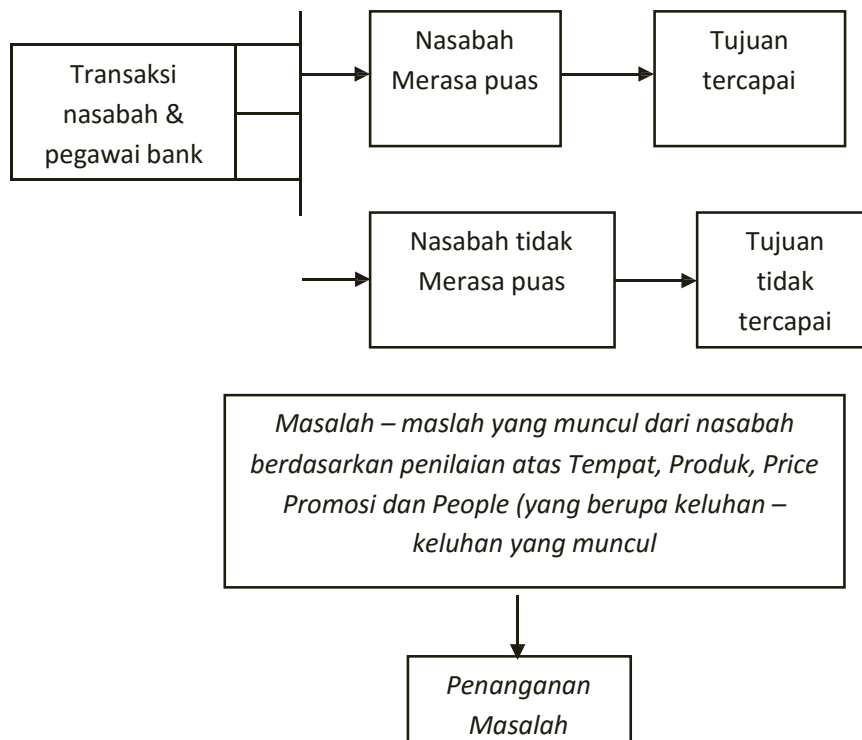 Transaksi
nasabah &
pegawai bank
Nasabah
Merasa puas
Tujuan
tercapai
Nasabah tidak
Merasa puas
Tujuan
tidak
tercapai
Masalah – maslah yang muncul dari nasabah
berdasarkan penilaian atas Tempat, Produk, Price
Promosi dan People (yang berupa keluhan –
keluhan yang muncul
Penanganan
Masalah